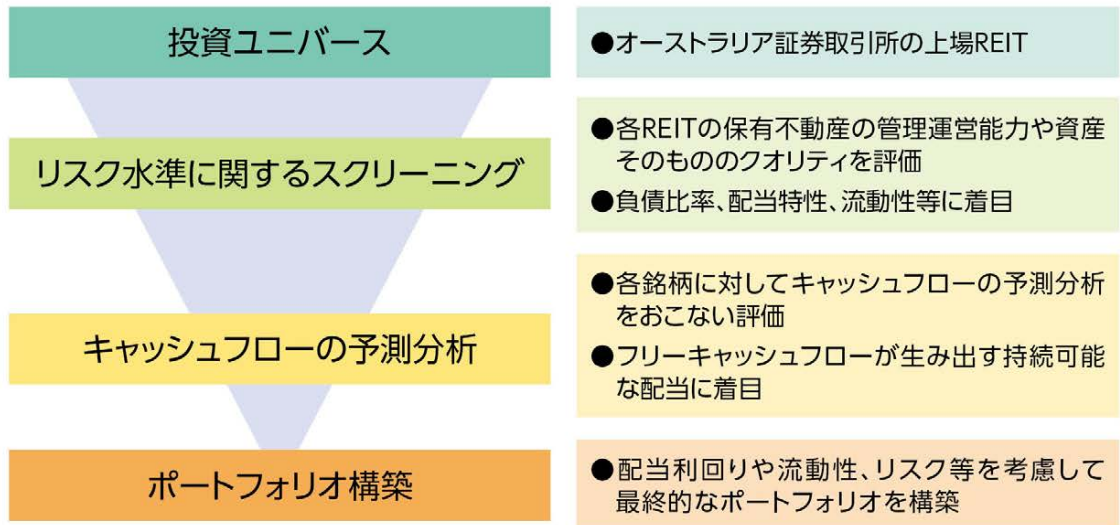 投資ユニバース
●オーストラリア証券取引所の上場REIT
リスク水準に関するスクリーニング
●各REITの保有不動産の管理運営能力や資産
そのもののクオリティを評価
●負債比率、配当特性、流動性等に着目
キャッシュフローの予測分析
●各銘柄に対してキャッシュフローの予測分析
をおこない評価
●フリーキャッシュフローが生み出す持続可能
な配当に着目
ポートフォリオ構築
●配当利回りや流動性、リスク等を考慮して
最終的なポートフォリオを構築